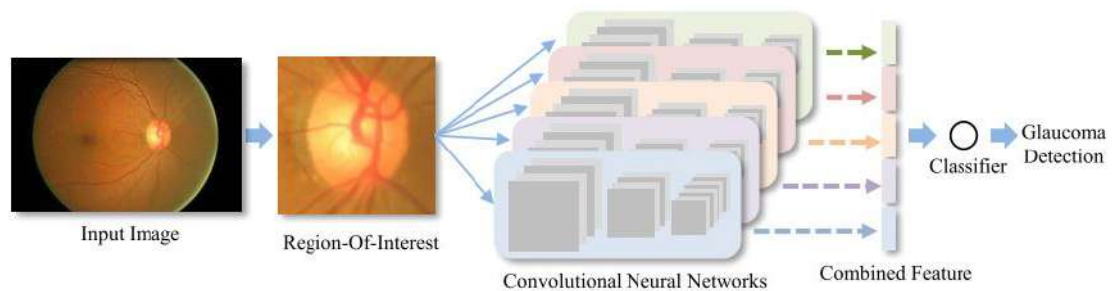 Input Image
Region-Of-Interest
Convolutional Neural Networks
Combined Feature
Classifier
Glaucoma
Detection